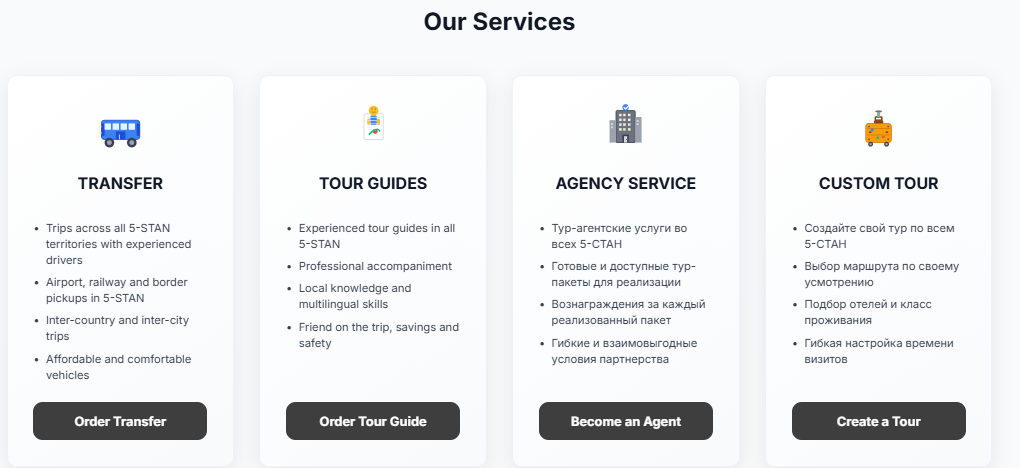 Our Services
TRANSFER
• Trips across all 5-STAN
territories with experienced
drivers
• Airport, railway and border
pickups in 5-STAN
• Inter-country and inter-city
trips
• Affordable and comfortable
vehicles
Order Transfer
TOUR GUIDES
• Experienced tour guides in all
5-STAN
• Professional accompaniment
• Local knowledge and
multilingual skills
• Friend on the trip, savings and
safety
Order Tour Guide
AGENCY SERVICE
• Тур-агентские услуги во
всех 5-СТАН
• Готовые и доступные тур-
пакеты для реализации
• Вознаграждения за каждый
реализованный пакет
• Гибкие и взаимовыгодные
условия партнерства
Become an Agent
CUSTOM TOUR
• Создайте свой тур по всем
5-СТАН
• Выбор маршрута по своему
усмотрению
• Подбор отелей и класс
проживания
• Гибкая настройка времени
визитов
Create a Tour